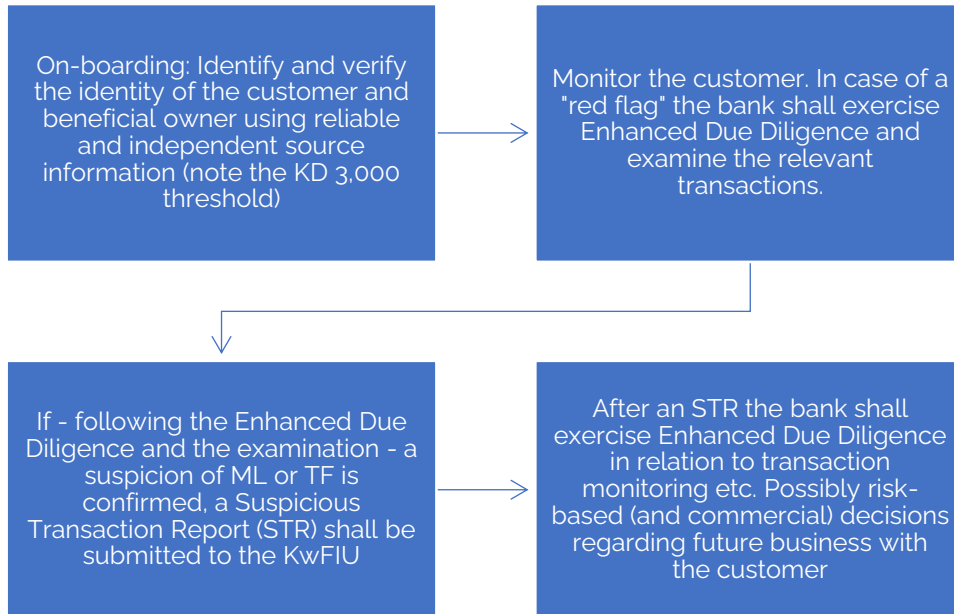 On-boarding: Identify and verify
the identity of the customer and
beneficial owner using reliable
and independent source
information (note the KD 3,000
threshold)
Monitor the customer. In case of a
"red flag" the bank shall exercise
Enhanced Due Diligence and
examine the relevant
transactions.
If - following the Enhanced Due
Diligence and the examination - a
suspicion of ML or TF is
confirmed, a Suspicious
Transaction Report (STR) shall be
submitted to the KwFIU
After an STR the bank shall
exercise Enhanced Due Diligence
in relation to transaction
monitoring etc. Possibly risk-
based (and commercial) decisions
regarding future business with
the customer